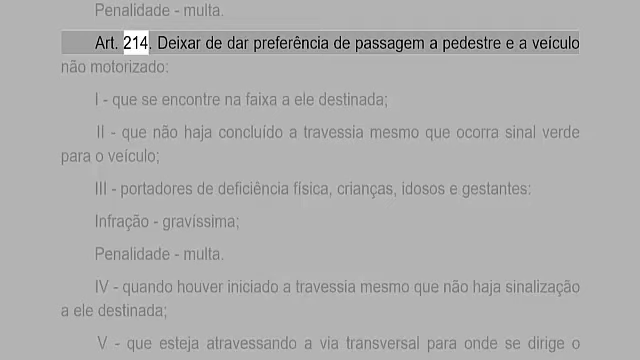 Penalidade - multa.
Art. 214. Deixar de dar preferência de passagem a pedestre e a veículo
não motorizado:
I - que se encontre na faixa a ele destinada;
II - que não haja concluído a travessia mesmo que ocorra sinal verde
para o veículo;
III - portadores de deficiência física, crianças, idosos e gestantes:
Infração - gravíssima;
Penalidade - multa.
IV - quando houver iniciado a travessia mesmo que não haja sinalização
a ele destinada;
V - que esteja atravessando a via transversal para onde se dirige o